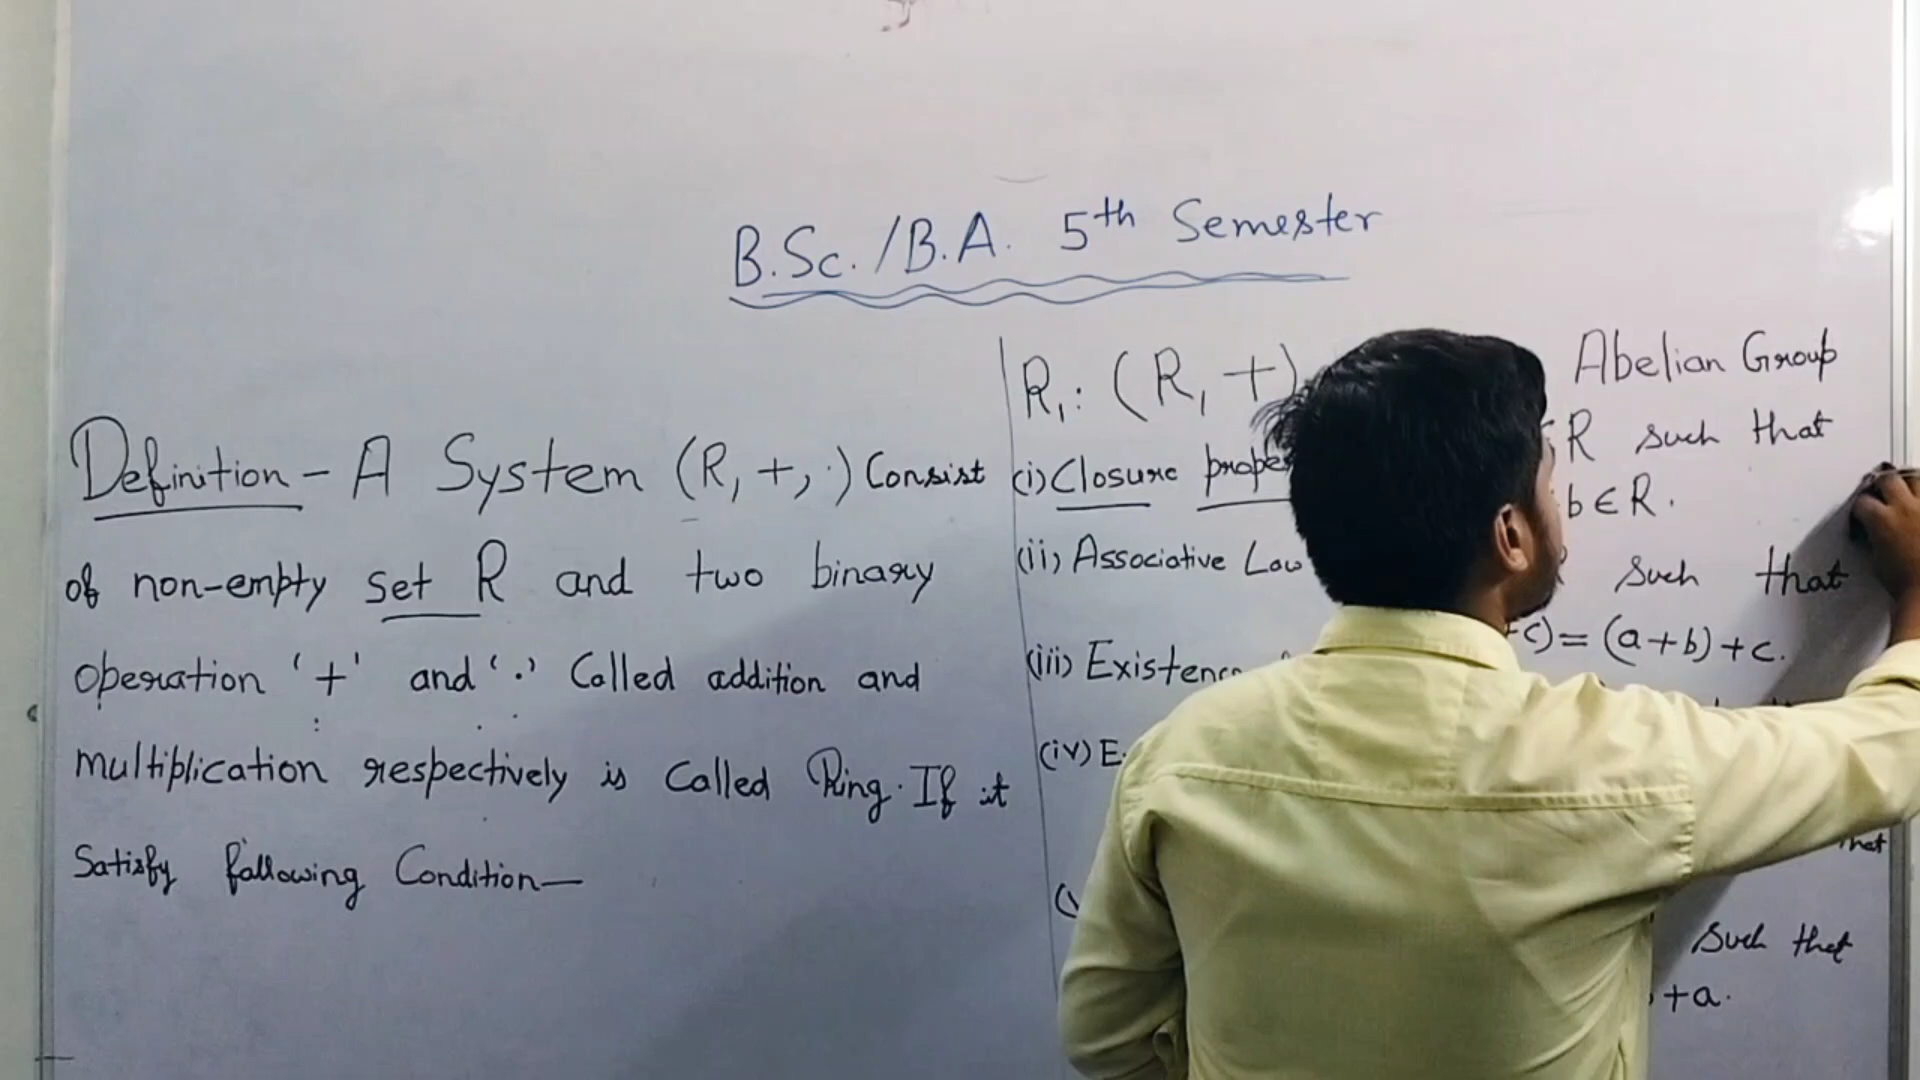 B.Sc./B.A. 5th Semester
Definition - A System (R, +, ·) Consist
of non-empty set R and two binary
operation '+' and '·' Called addition and
multiplication respectively is Called Ring. If it
Satisfy following Condition—
R₁: (R, +) Abelian Group
(i) Closure R such that
b ∈ R.
(ii) Associative Law such that
c) = (a+b)+c.
(iii)
(iv)
such that
+a.